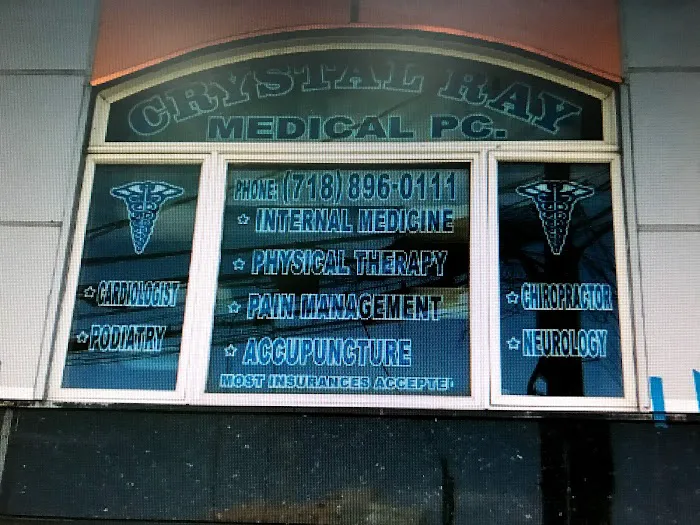 CRYSTAL RAY
MEDICAL PC.
PHONE: (718) 896-0111
INTERNAL MEDICINE
PHYSICAL THERAPY
PAIN MANAGEMENT
ACCUPUNCTURE
MOST INSURANCES ACCEPTED
CARDIOLOGIST
PODIATRY
CHIROPRACTOR
NEUROLOGY